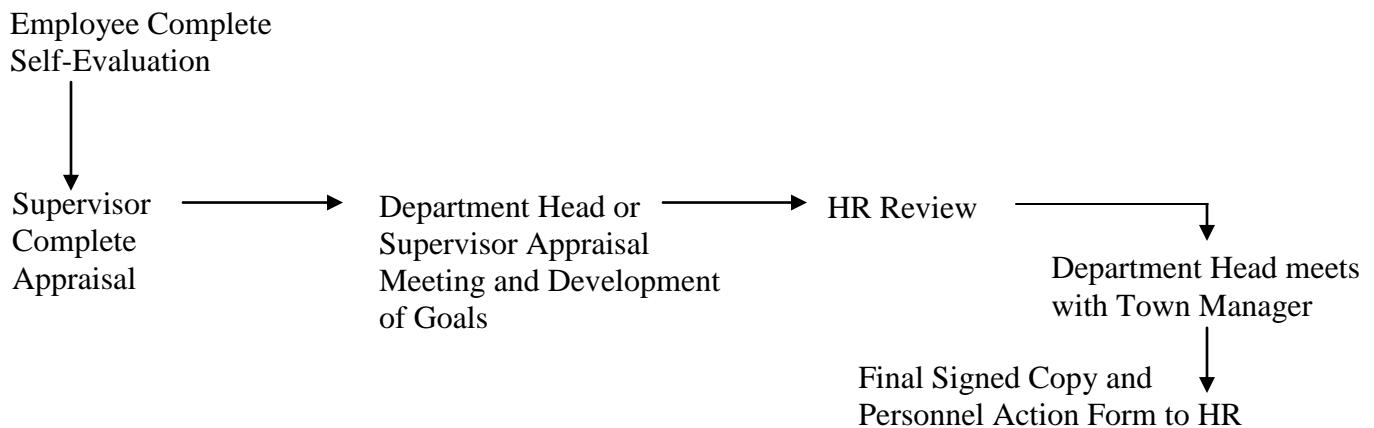 Employee Complete
Self-Evaluation
Supervisor
Complete
Appraisal
Department Head or
Supervisor Appraisal
Meeting and Development
of Goals
HR Review
Department Head meets
with Town Manager
Final Signed Copy and
Personnel Action Form to HR